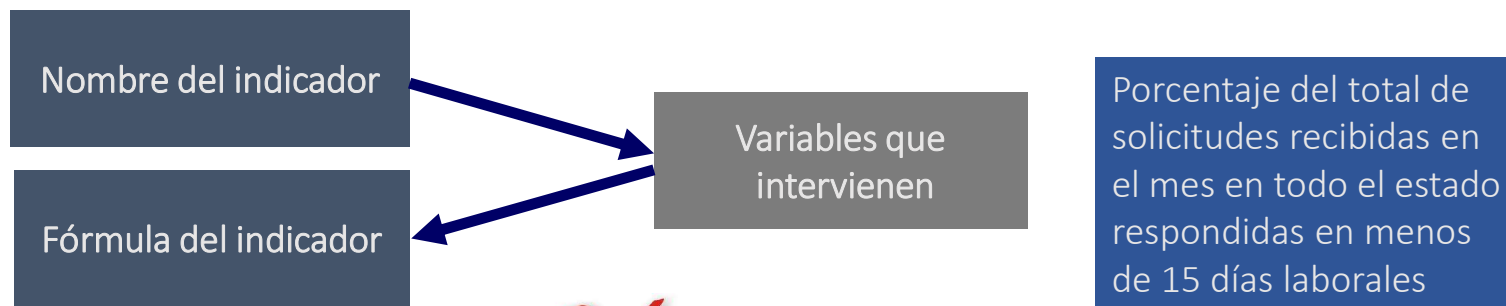 Nombre del indicador
Variables que
intervienen
Fórmula del indicador
Porcentaje del total de
solicitudes recibidas en
el mes en todo el estado
respondidas en menos
de 15 días laborales